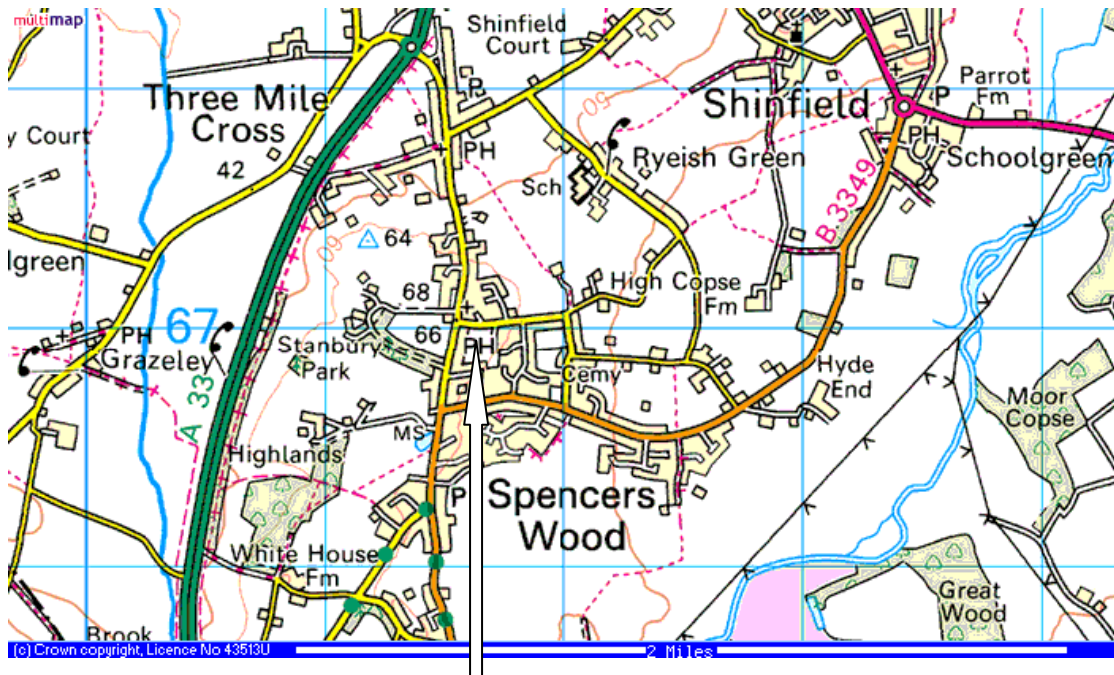 multimap
Shinfield
Court
Three Mile
Cross
P
Shinfield
P
Parrot
Fm
50
y Court
42
PH
Ryeish Green
PH
Schoolgreen
Sch
B.3349
lgreen
60
64
High Copse
Fm
68
67
66
PH
Grazeley
Stanbury
Park
PH
Cemy
Hyde
End
A 33
MS
Moor
Copse
Highlands
P
Spencers
Wood
White House
Fm
Great
Wood
Brook
(c) Crown copyright, Licence No 43513U
2 Miles